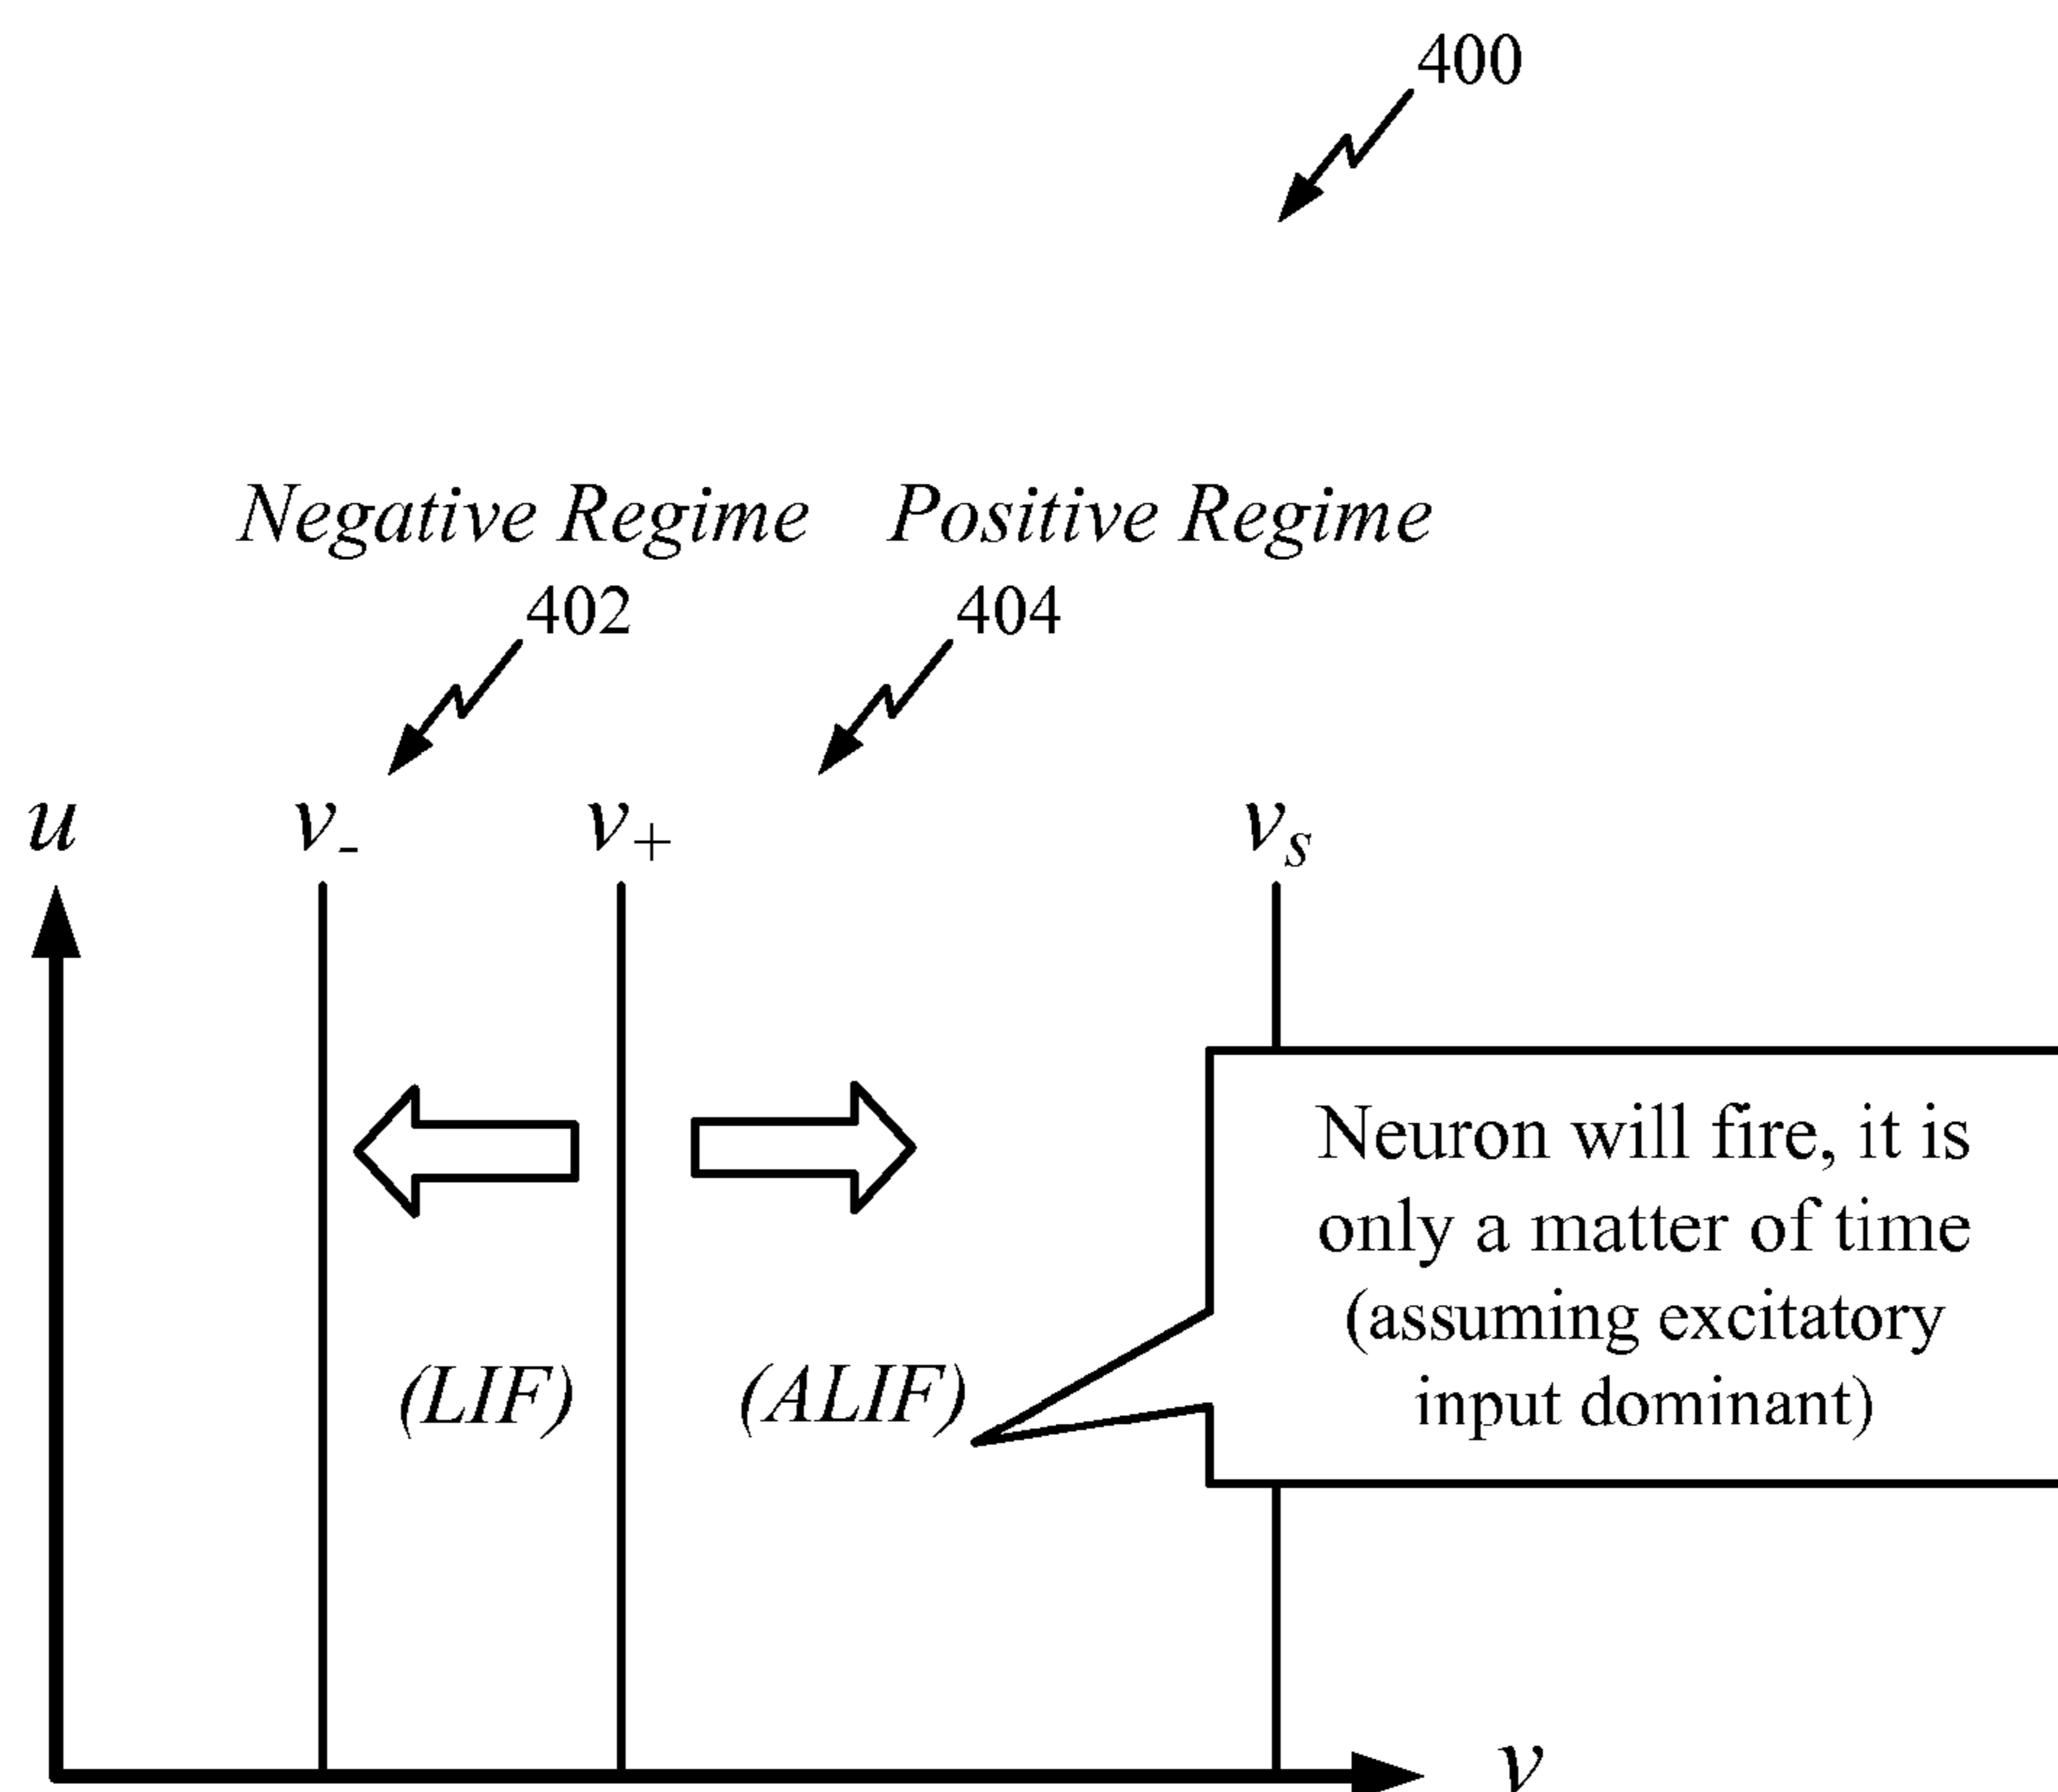 400
Negative Regime Positive Regime
402 404
u v- v+ vs
Neuron will fire, it is
only a matter of time
(assuming excitatory
input dominant)
(LIF) (ALIF)
v